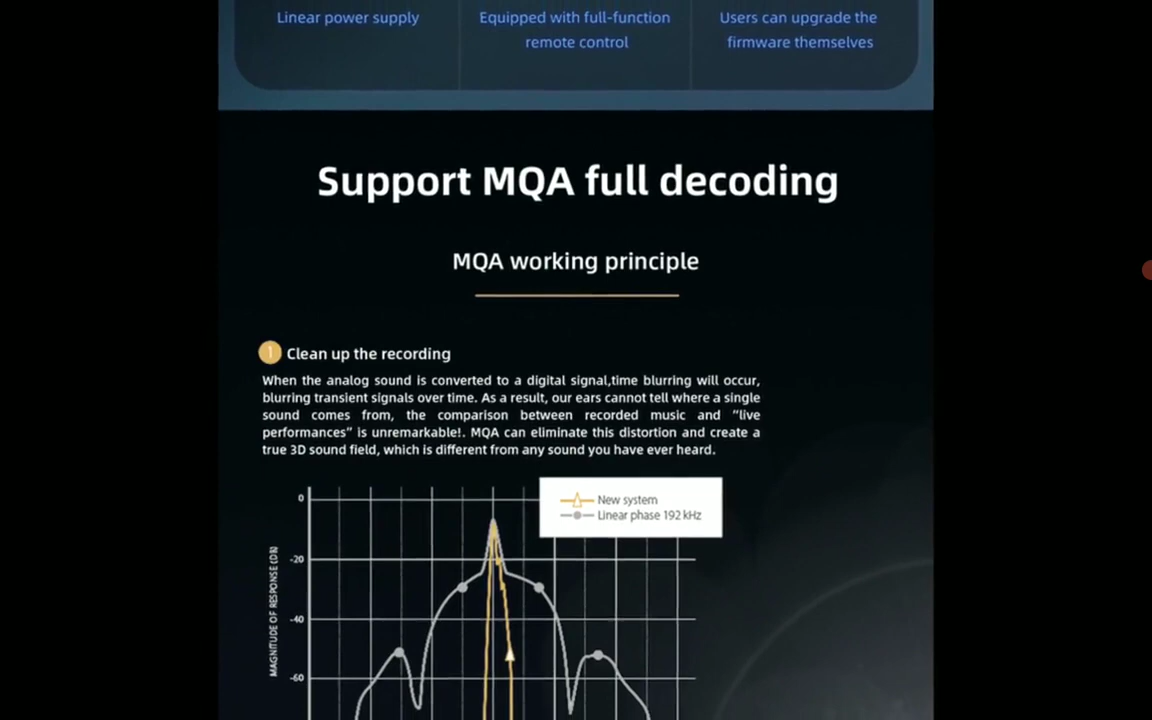 Linear power supply
Equipped with full-function
remote control
Users can upgrade the
firmware themselves
Support MQA full decoding
MQA working principle
1 Clean up the recording
When the analog sound is converted to a digital signal,time blurring will occur,
blurring transient signals over time. As a result, our ears cannot tell where a single
sound comes from, the comparison between recorded music and “live
performances” is unremarkable!. MQA can eliminate this distortion and create a
true 3D sound field, which is different from any sound you have ever heard.
New system
Linear phase 192 kHz
0
-20
-40
-60
MAGNITUDE OF RESPONSE (DB)